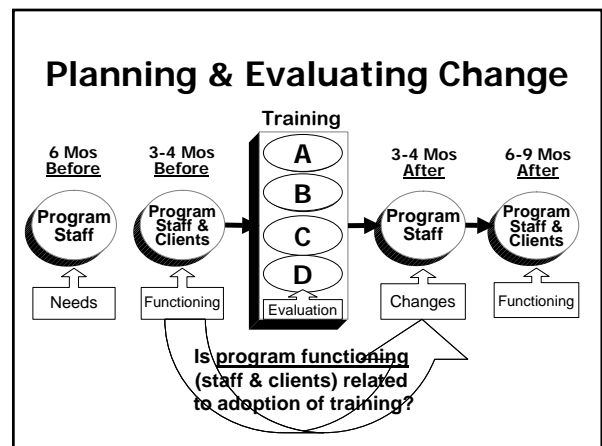 Planning & Evaluating Change
Training
6 Mos
Before
3-4 Mos
Before
3-4 Mos
After
6-9 Mos
After
Program
Staff
Program
Staff &
Clients
A
B
C
D
Program
Staff
Program
Staff &
Clients
Needs
Functioning
Evaluation
Changes
Functioning
Is program functioning
(staff & clients) related
to adoption of training?